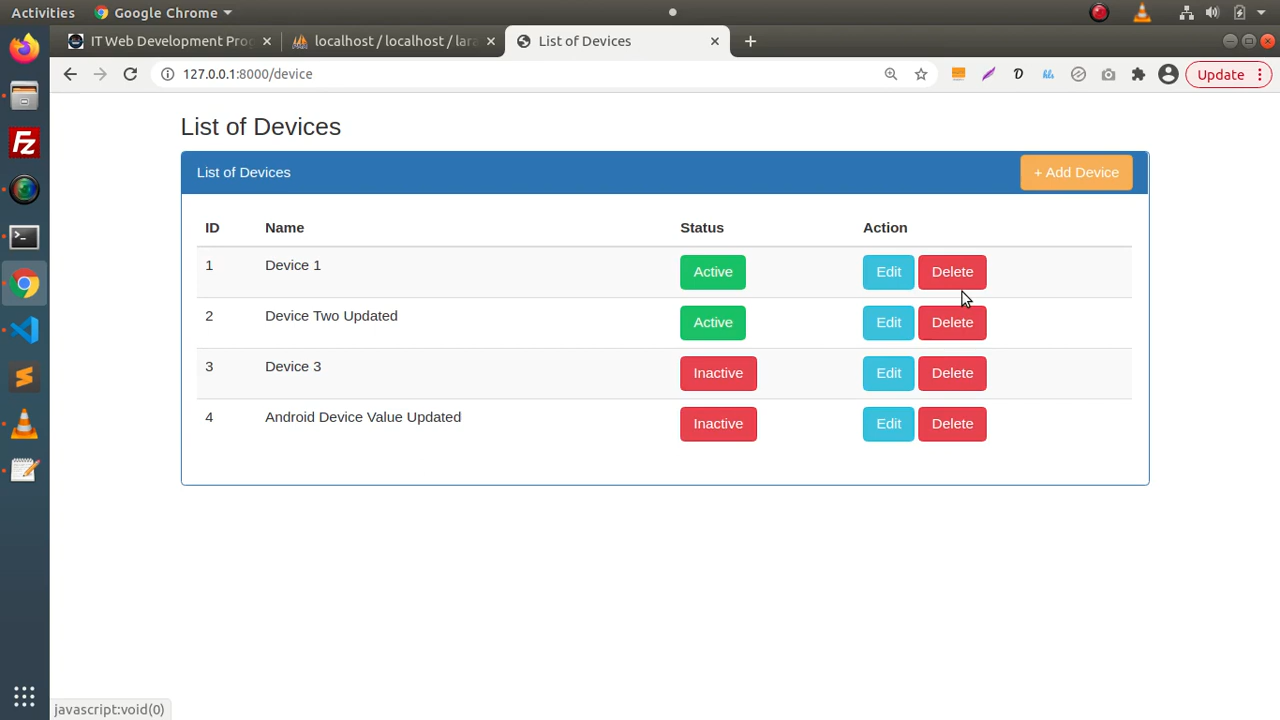 Activities
Google Chrome
IT Web Development Prog
localhost / localhost / lara
List of Devices
127.0.0.1:8000/device
Update
List of Devices
List of Devices
+ Add Device
ID Name Status Action
1 Device 1 Active Edit Delete
2 Device Two Updated Active Edit Delete
3 Device 3 Inactive Edit Delete
4 Android Device Value Updated Inactive Edit Delete
javascript:void(0)